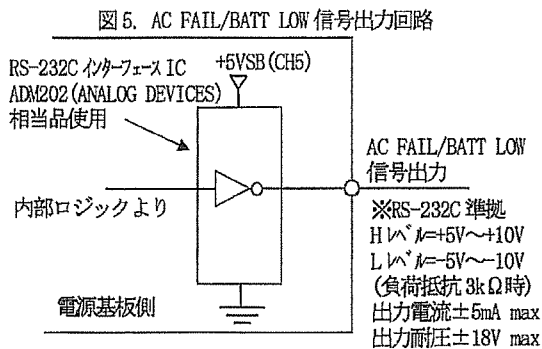 図5. AC FAIL/BATT LOW 信号出力回路
RS-232C インターフェース IC
ADM202(ANALOG DEVICES)
相当品使用
+5VSB(CH5)
内部ロジックより
電源基板側
AC FAIL/BATT LOW
信号出力
※RS-232C 準拠
H レベル=+5V～+10V
L レベル=-5V～-10V
(負荷抵抗 3kΩ時)
出力電流±5mA max
出力耐圧±18V max